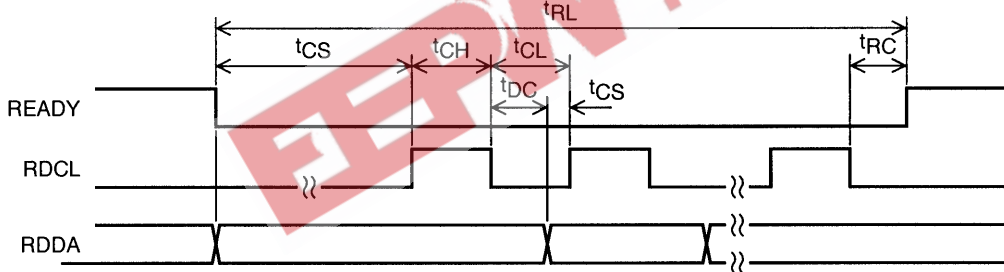 tRL
tCS tCH tCL tRC
tDC tCS
READY
RDCL
RDDA